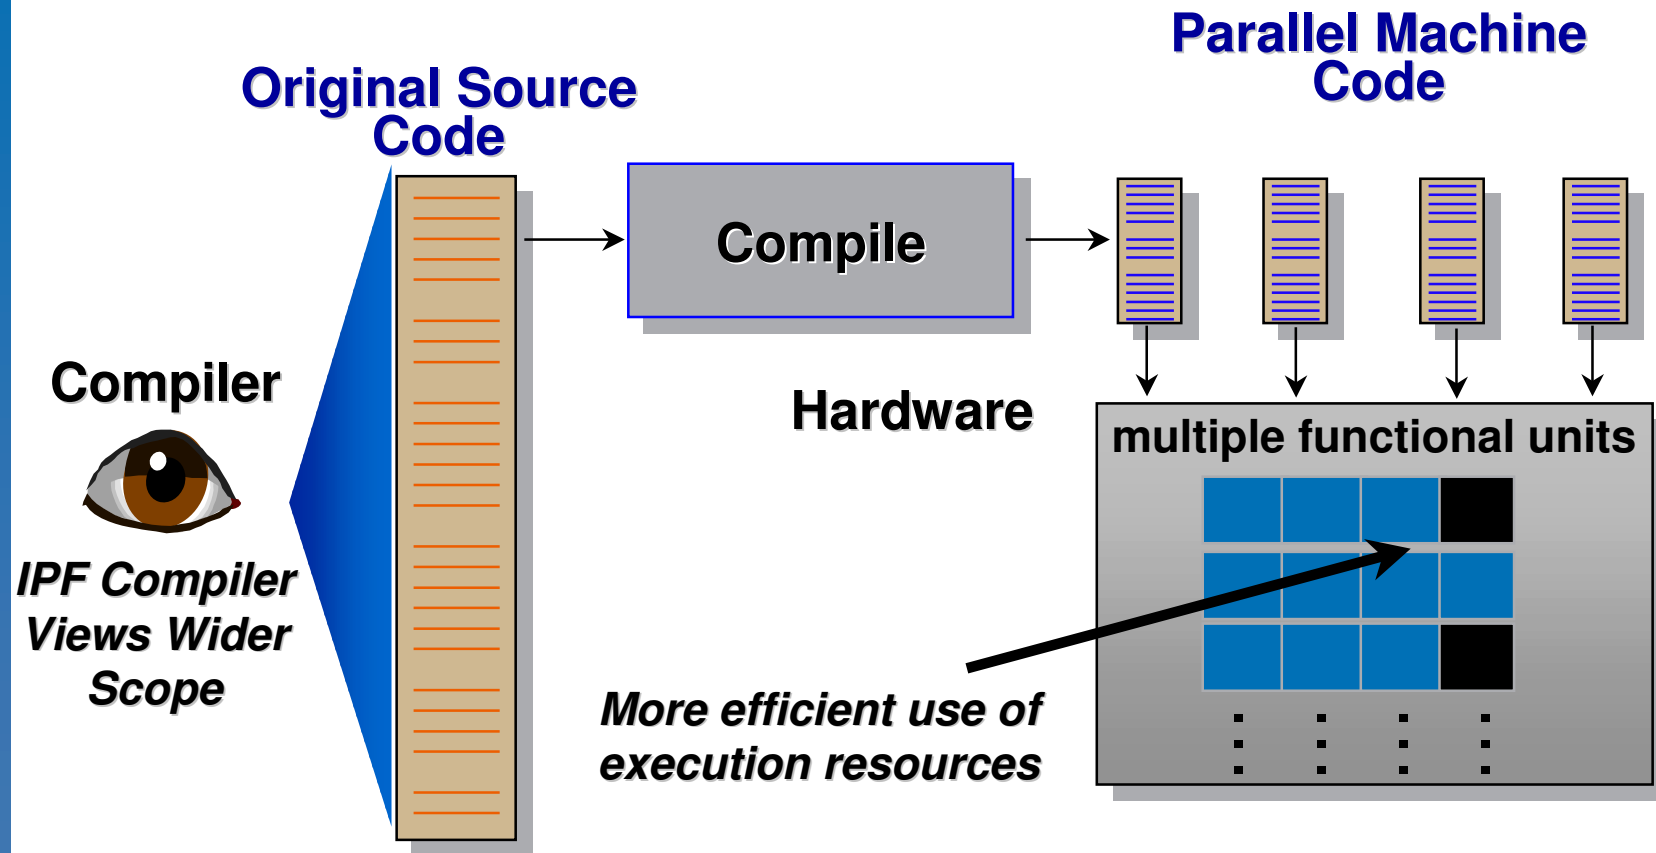 Parallel Machine
Code
Original Source
Code
Compile
Compiler
Hardware
multiple functional units
IPF Compiler
Views Wider
Scope
More efficient use of
execution resources